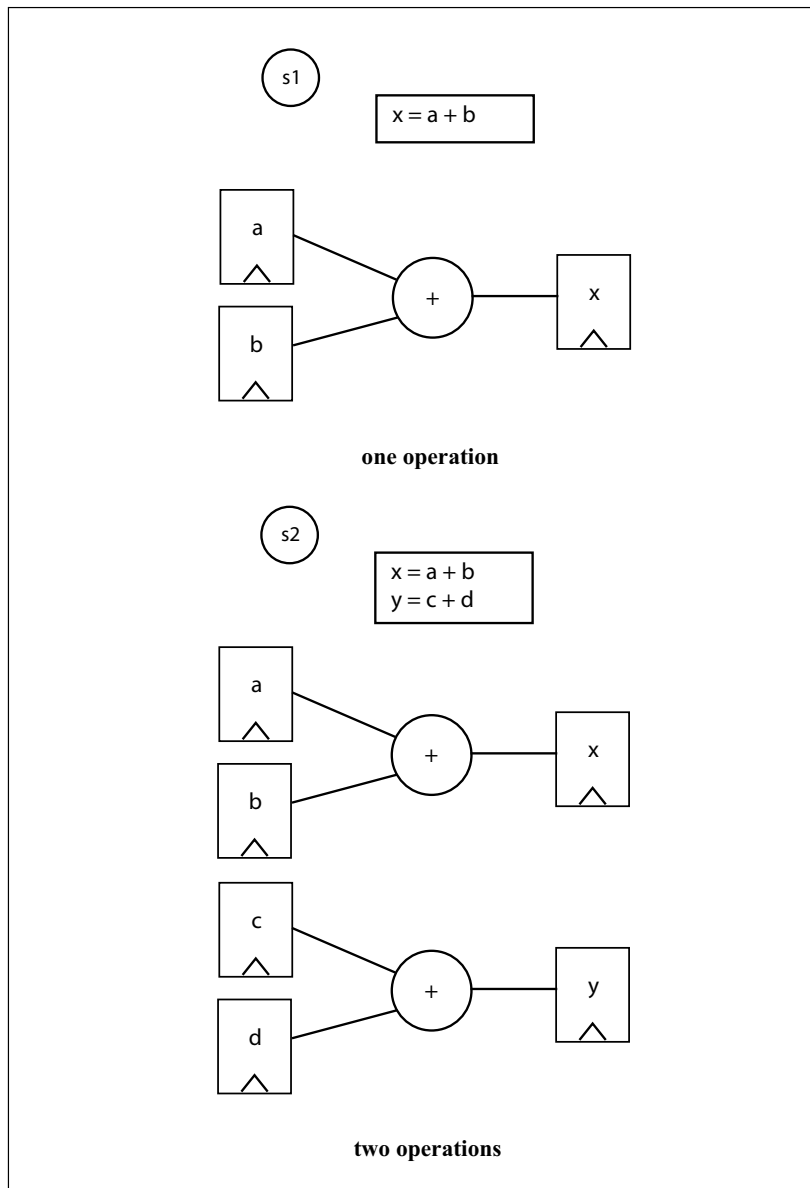 s1
x = a + b
a
+
x
b
one operation
s2
x = a + b
y = c + d
a
+
x
b
c
+
y
d
two operations